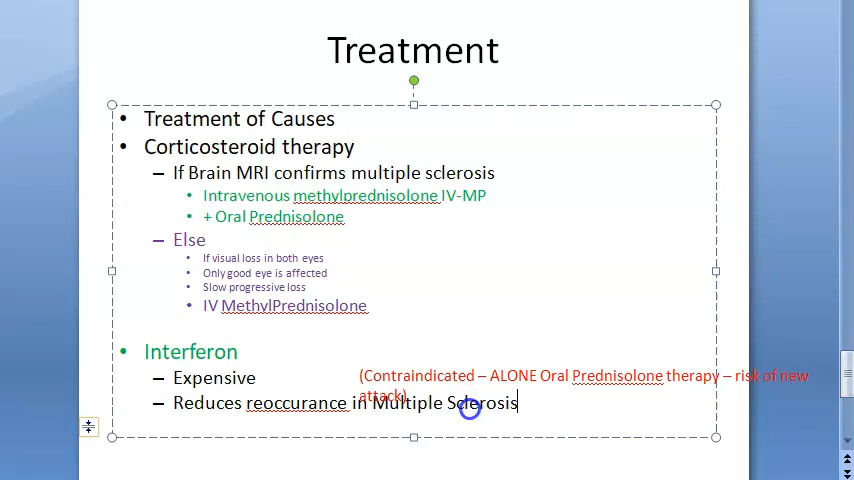 Treatment
• Treatment of Causes
• Corticosteroid therapy
– If Brain MRI confirms multiple sclerosis
• Intravenous methylprednisolone IV-MP
• + Oral Prednisolone
– Else
• If visual loss in both eyes
• Only good eye is affected
• Slow progressive loss
• IV MethylPrednisolone
• Interferon
– Expensive
(Contraindicated – ALONE Oral Prednisolone therapy – risk of new
attack)
– Reduces reoccurance in Multiple Sclerosis